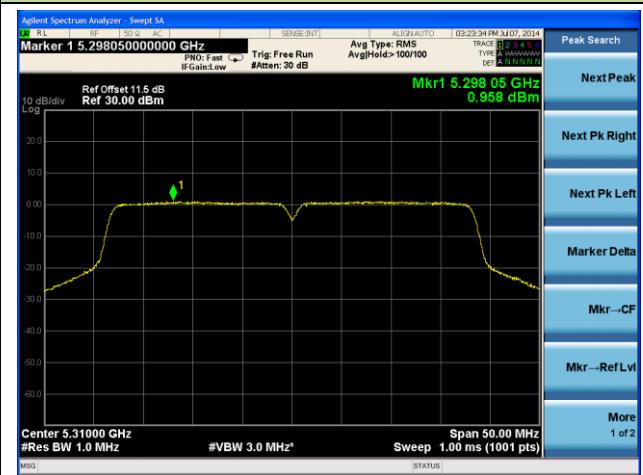 Agilent Spectrum Analyzer - Swept SA
RL RF 50 Ω AC SENSE:INT ALIGN AUTO 03:23:34 PM Jul 07, 2014
Marker 1 5.298050000000 GHz
PNO: Fast
IFGain:Low
Trig: Free Run
#Atten: 30 dB
Avg Type: RMS
Avg|Hold:>100/100
TRACE 1 2 3 4 5 6
TYPE A WWWWW
DET A N N N N N
Peak Search
Next Peak
Next Pk Right
Next Pk Left
Marker Delta
Mkr→CF
Mkr→RefLvl
More
1 of 2
Ref Offset 11.5 dB
10 dB/div Ref 30.00 dBm
Log
Mkr1 5.298 05 GHz
0.958 dBm
20.0
10.0
0.00
-10.0
-20.0
-30.0
-40.0
-50.0
-60.0
1
Center 5.31000 GHz Span 50.00 MHz
#Res BW 1.0 MHz #VBW 3.0 MHz* Sweep 1.00 ms (1001 pts)
MSG STATUS